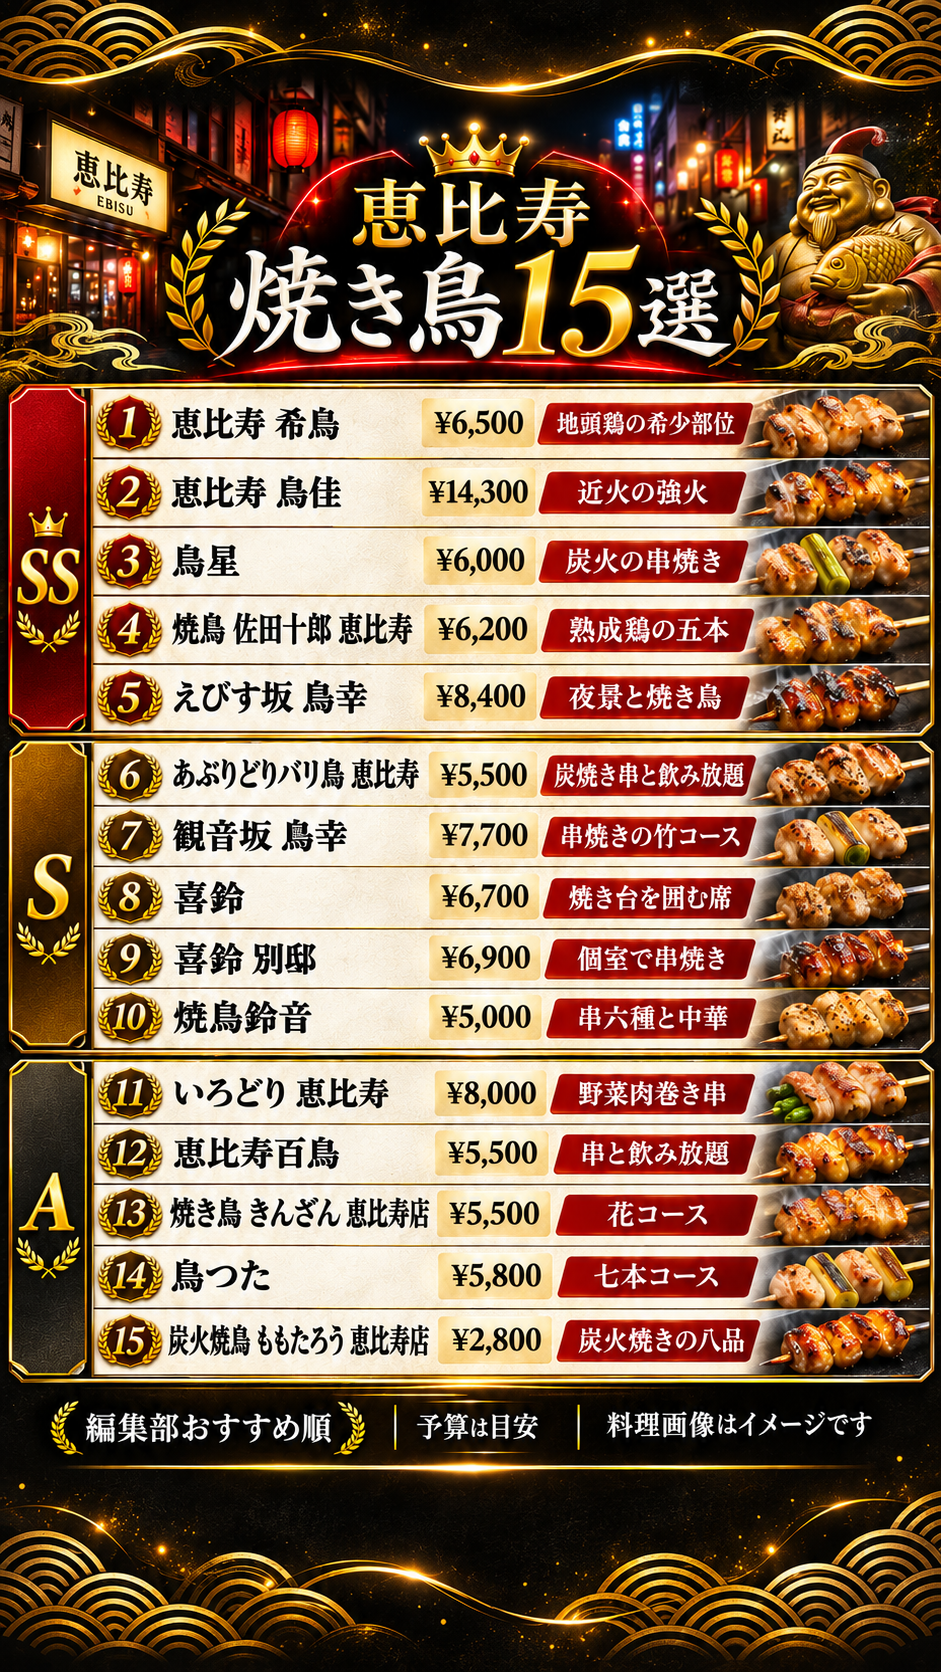 恵比寿
EBISU
恵比寿
焼き鳥15選
SS
1 恵比寿 希鳥 ¥6,500 地頭鶏の希少部位
2 恵比寿 鳥佳 ¥14,300 近火の強火
3 鳥星 ¥6,000 炭火の串焼き
4 焼鳥 佐田十郎 恵比寿 ¥6,200 熟成鶏の五本
5 えびす坂 鳥幸 ¥8,400 夜景と焼き鳥
S
6 あぶりどりバリ鳥 恵比寿 ¥5,500 炭焼き串と飲み放題
7 観音坂 鳥幸 ¥7,700 串焼きの竹コース
8 喜鈴 ¥6,700 焼き台を囲む席
9 喜鈴 別邸 ¥6,900 個室で串焼き
10 焼鳥鈴音 ¥5,000 串六種と中華
A
11 いろどり 恵比寿 ¥8,000 野菜肉巻き串
12 恵比寿百鳥 ¥5,500 串と飲み放題
13 焼き鳥 きんざん 恵比寿店 ¥5,500 花コース
14 鳥つた ¥5,800 七本コース
15 炭火焼鳥 ももたろう 恵比寿店 ¥2,800 炭火焼きの八品
編集部おすすめ順 | 予算は目安 | 料理画像はイメージです